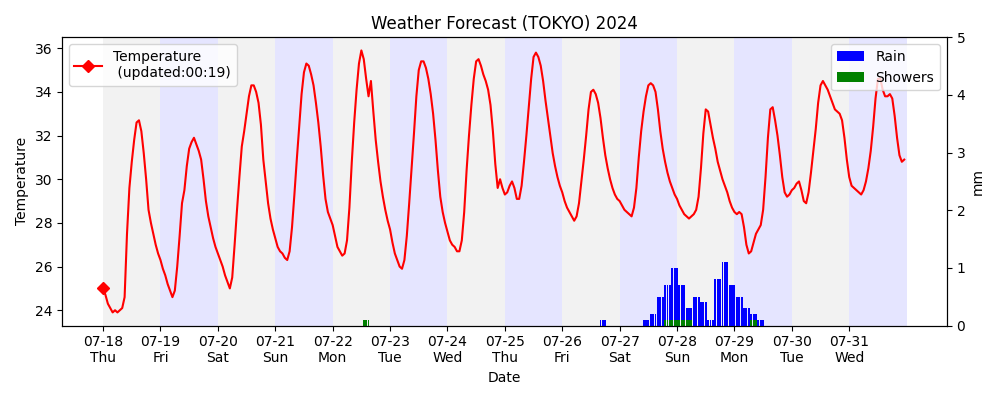 Weather Forecast (TOKYO) 2024
Temperature
(updated:00:19)
Rain
Showers
36
34
32
30
28
26
24
Temperature
5
4
3
2
1
0
mm
07-18 07-19 07-20 07-21 07-22 07-23 07-24 07-25 07-26 07-27 07-28 07-29 07-30 07-31
Thu Fri Sat Sun Mon Tue Wed Thu Fri Sat Sun Mon Tue Wed
Date